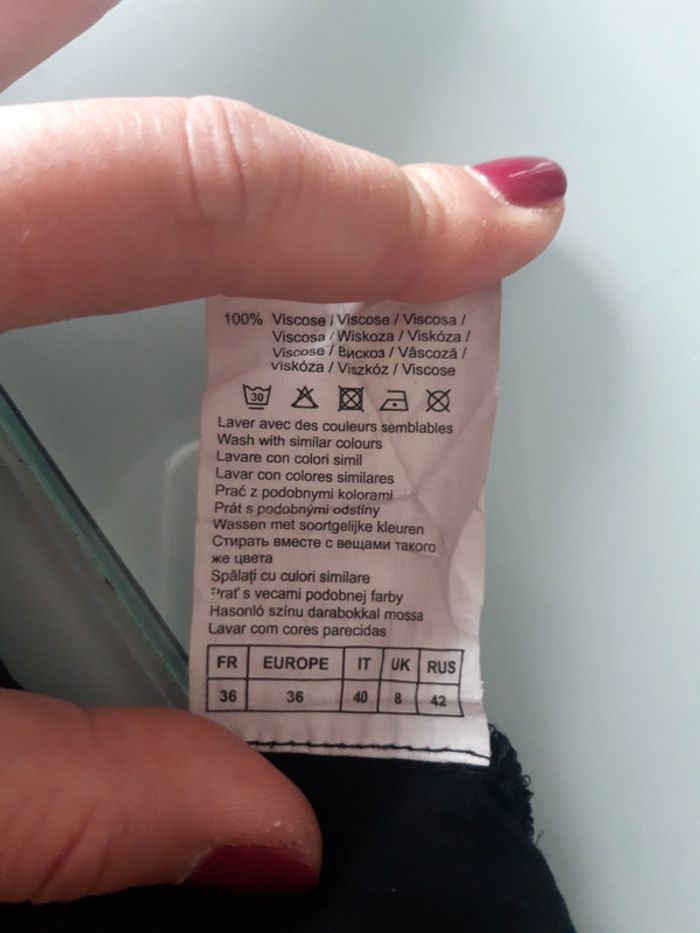 100% Viscose / Viscose / Viscosa /
Viscosa / Wiskoza / Viskóza /
Viscose / Вискоз / Vâscoză /
viskóza / Viszkóz / Viscose
30
Laver avec des couleurs semblables
Wash with similar colours
Lavare con colori simil
Lavar con colores similares
Prać z podobnymi kolorami
Prát s podobnými odstíny
Wassen met soortgelijke kleuren
Стирать вместе с вещами такого
же цвета
Spălaţi cu culori similare
Prať s vecami podobnej farby
Hasonló színu darabokkal mossa
Lavar com cores parecidas
FR EUROPE IT UK RUS
36 36 40 8 42